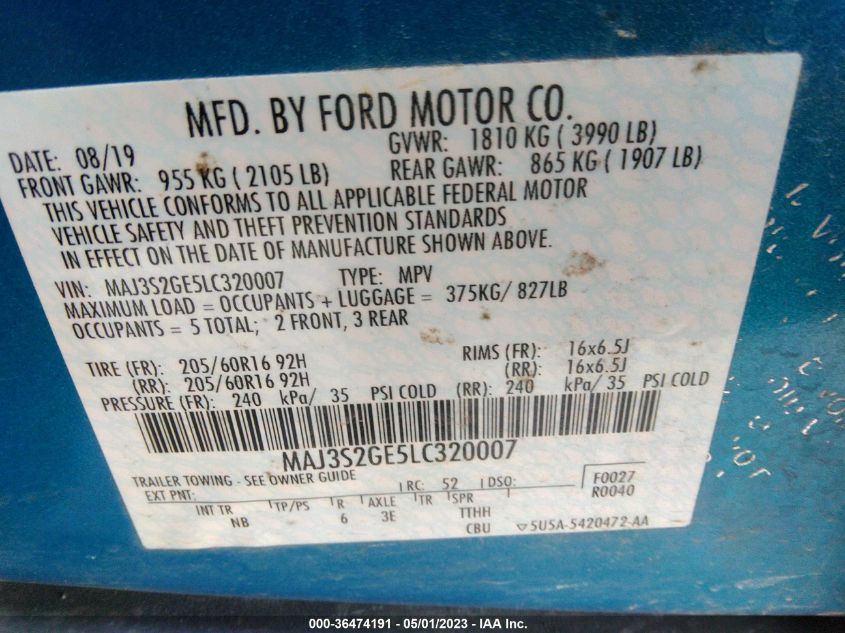 MFD. BY FORD MOTOR CO.
DATE: 08/19 GVWR: 1810 KG ( 3990 LB)
FRONT GAWR: 955 KG ( 2105 LB) REAR GAWR: 865 KG ( 1907 LB)
THIS VEHICLE CONFORMS TO ALL APPLICABLE FEDERAL MOTOR
VEHICLE SAFETY AND THEFT PREVENTION STANDARDS
IN EFFECT ON THE DATE OF MANUFACTURE SHOWN ABOVE.
VIN: MAJ3S2GE5LC320007 TYPE: MPV
MAXIMUM LOAD = OCCUPANTS + LUGGAGE = 375KG/ 827LB
OCCUPANTS = 5 TOTAL; 2 FRONT, 3 REAR
TIRE (FR): 205/60R16 92H RIMS (FR): 16x6.5J
(RR): 205/60R16 92H (RR): 16x6.5J
PRESSURE (FR): 240 kPa/ 35 PSI COLD (RR): 240 kPa/ 35 PSI COLD
MAJ3S2GE5LC320007
TRAILER TOWING - SEE OWNER GUIDE
EXT PNT: RC: 52 DSO: F0027
R0040
INT TR TP/PS R AXLE TR SPR
NB 6 3E TTHH
CBU 5U5A-5420472-AA
000-36474191 - 05/01/2023 - IAA Inc.